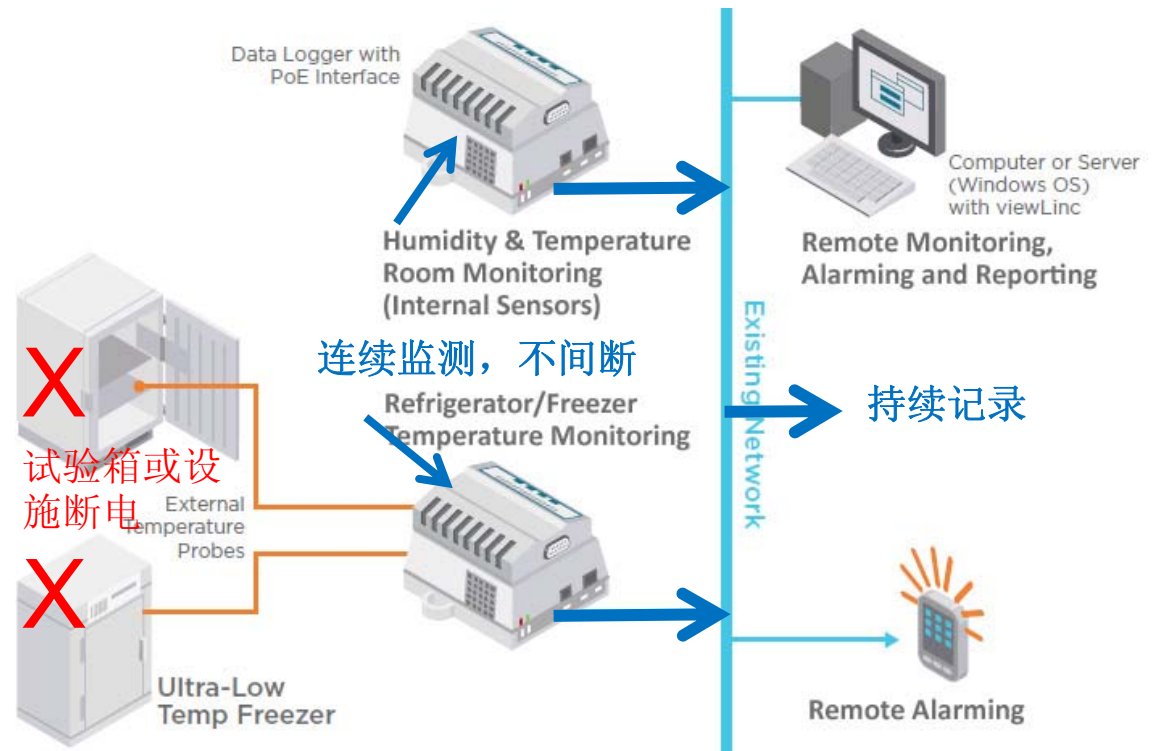 Data Logger with
PoE Interface
Computer or Server
(Windows OS)
with viewLinc
Humidity & Temperature
Room Monitoring
(Internal Sensors)
Remote Monitoring,
Alarming and Reporting
Existing Network
连续监测，不间断
持续记录
Refrigerator/Freezer
Temperature Monitoring
X
试验箱或设
施断电
External
Temperature
Probes
X
Ultra-Low
Temp Freezer
Remote Alarming